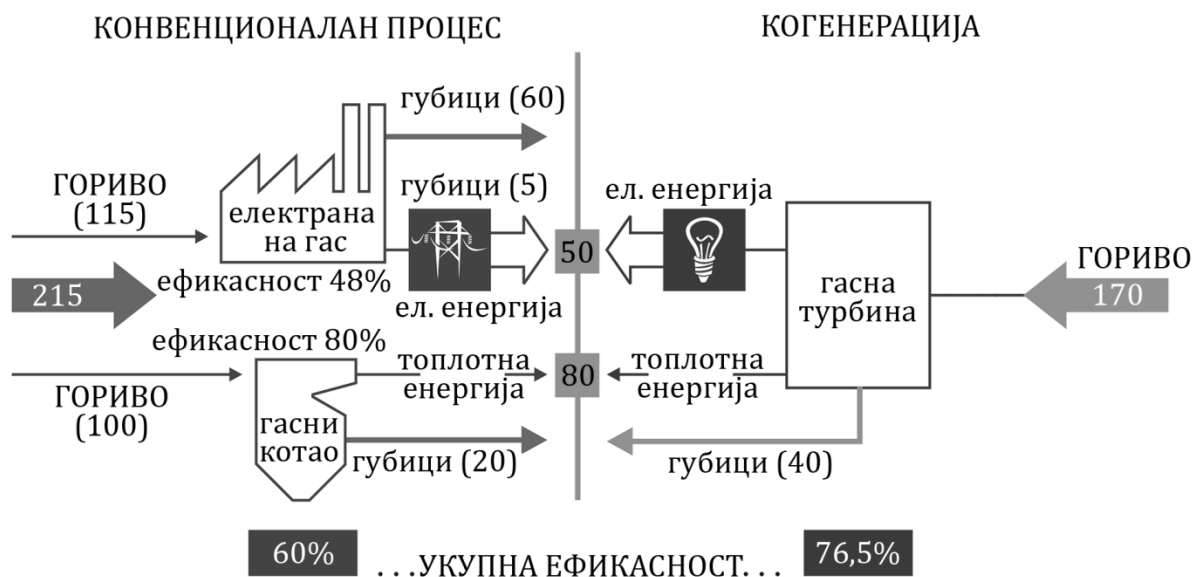 КОНВЕНЦИОНАЛАН ПРОЦЕС
КОГЕНЕРАЦИЈА
губици (60)
ГОРИВО
(115)
електрана
на гас
губици (5)
ефикасност 48%
ел. енергија
215
50
ел. енергија
гасна
турбина
ГОРИВО
170
ефикасност 80%
ГОРИВО
(100)
гасни
котао
топлотна
енергија
80
топлотна
енергија
губици (20)
губици (40)
60% ...УКУПНА ЕФИКАСНОСТ... 76,5%